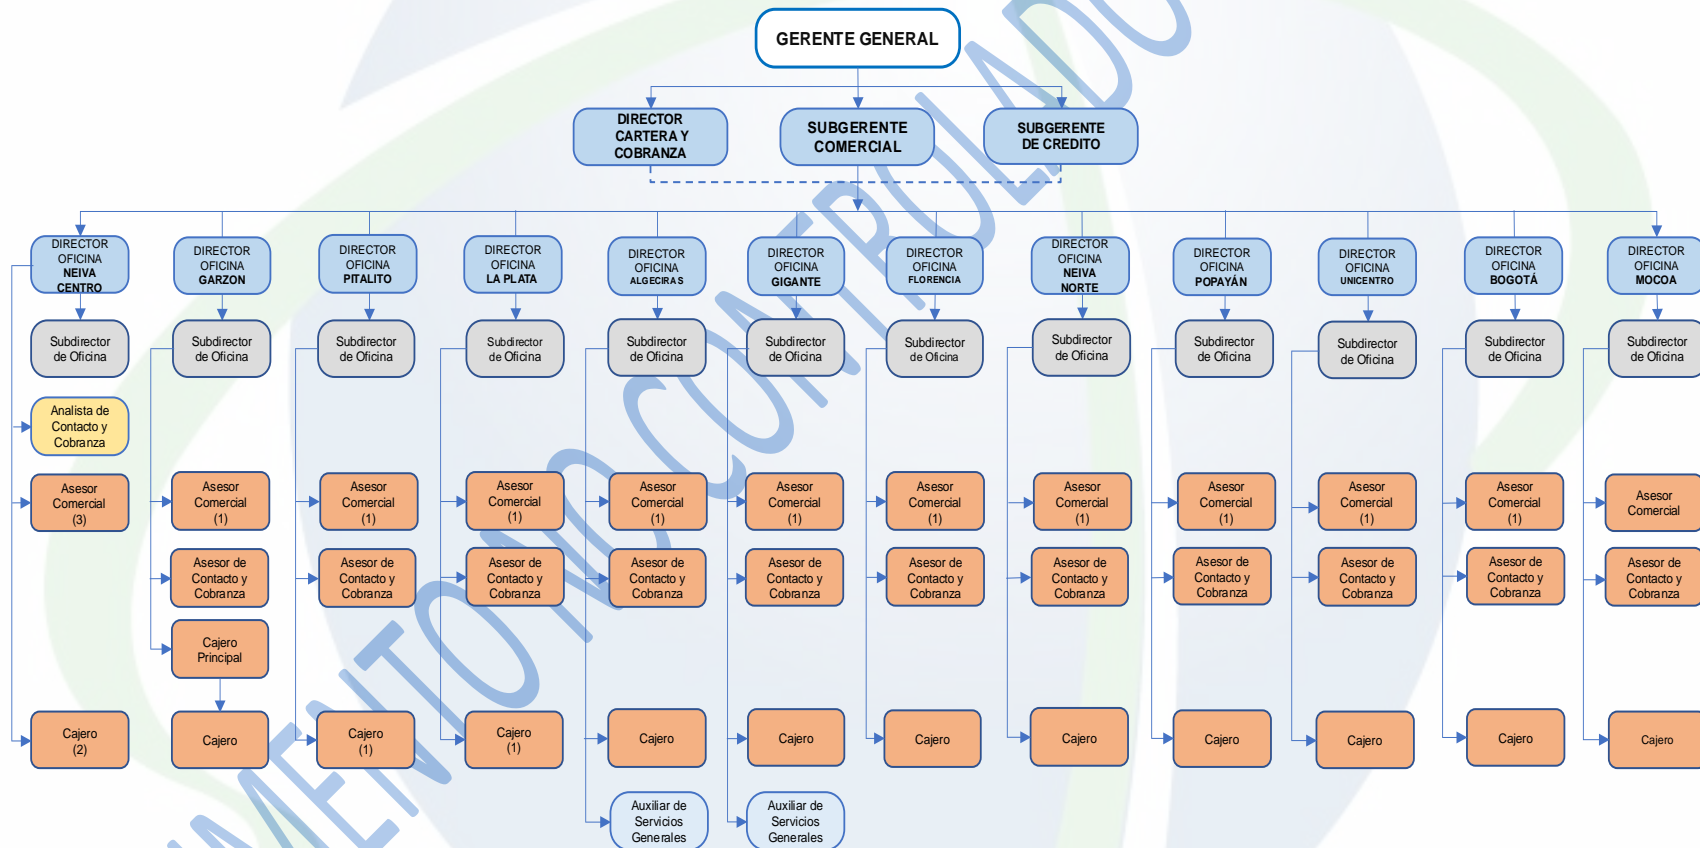 GERENTE GENERAL
DIRECTOR
CARTERA Y
COBRANZA
SUBGERENTE
COMERCIAL
SUBGERENTE
DE CREDITO
DIRECTOR
OFICINA
NEIVA
CENTRO
DIRECTOR
OFICINA
GARZON
DIRECTOR
OFICINA
PITALITO
DIRECTOR
OFICINA
LA PLATA
DIRECTOR
OFICINA
ALGECIRAS
DIRECTOR
OFICINA
GIGANTE
DIRECTOR
OFICINA
FLORENCIA
DIRECTOR
OFICINA
NEIVA
NORTE
DIRECTOR
OFICINA
POPAYÁN
DIRECTOR
OFICINA
UNICENTRO
DIRECTOR
OFICINA
BOGOTÁ
DIRECTOR
OFICINA
MOCOA
Subdirector
de Oficina
Subdirector
de Oficina
Subdirector
de Oficina
Subdirector
de Oficina
Subdirector
de Oficina
Subdirector
de Oficina
Subdirector
de Oficina
Subdirector
de Oficina
Subdirector
de Oficina
Subdirector
de Oficina
Subdirector
de Oficina
Subdirector
de Oficina
Analista de
Contacto y
Cobranza
Asesor
Comercial
(3)
Asesor
Comercial
(1)
Asesor
Comercial
(1)
Asesor
Comercial
(1)
Asesor
Comercial
(1)
Asesor
Comercial
(1)
Asesor
Comercial
(1)
Asesor
Comercial
(1)
Asesor
Comercial
(1)
Asesor
Comercial
(1)
Asesor
Comercial
(1)
Asesor
Comercial
Asesor de
Contacto y
Cobranza
Asesor de
Contacto y
Cobranza
Asesor de
Contacto y
Cobranza
Asesor de
Contacto y
Cobranza
Asesor de
Contacto y
Cobranza
Asesor de
Contacto y
Cobranza
Asesor de
Contacto y
Cobranza
Asesor de
Contacto y
Cobranza
Asesor de
Contacto y
Cobranza
Asesor de
Contacto y
Cobranza
Asesor de
Contacto y
Cobranza
Cajero
Principal
Cajero
(2)
Cajero
Cajero
(1)
Cajero
(1)
Cajero
Cajero
Cajero
Cajero
Cajero
Cajero
Cajero
Cajero
Auxiliar de
Servicios
Generales
Auxiliar de
Servicios
Generales
UMENTO NO CONTROLADO